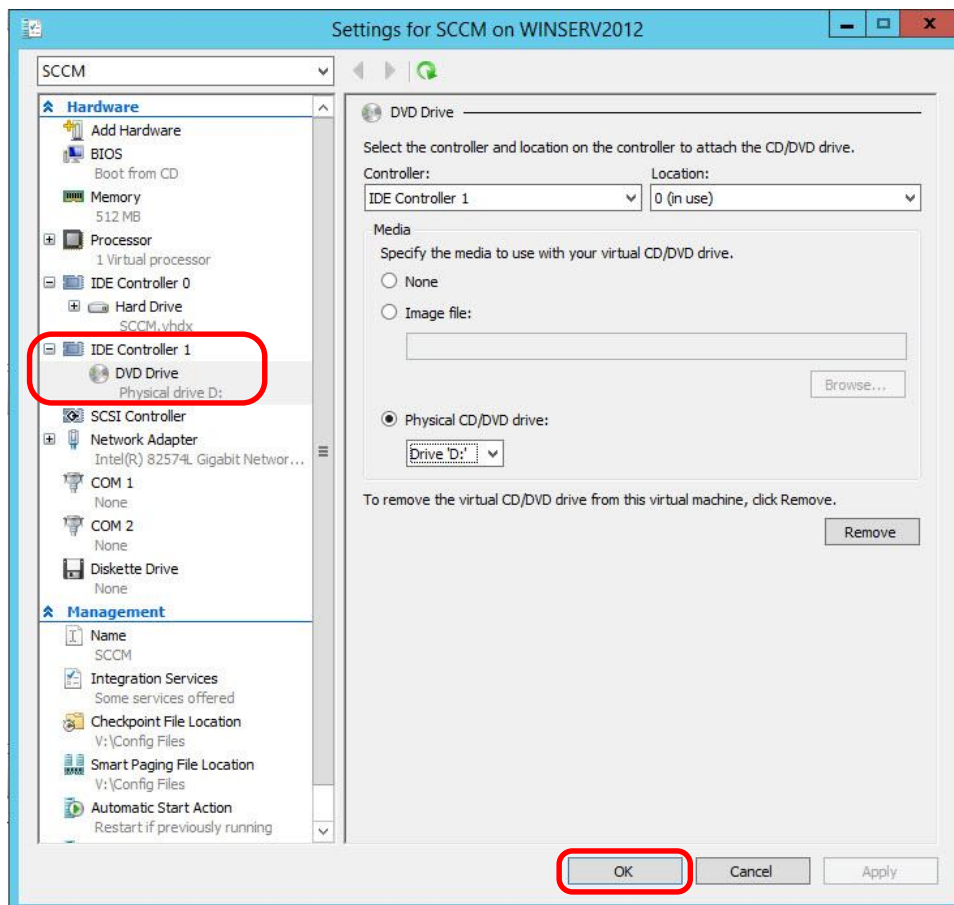 Settings for SCCM on WINSERV2012
SCCM
Hardware
Add Hardware
BIOS
Boot from CD
Memory
512 MB
Processor
1 Virtual processor
IDE Controller 0
Hard Drive
SCCM.vhdx
IDE Controller 1
DVD Drive
Physical drive D:
SCSI Controller
Network Adapter
Intel(R) 82574L Gigabit Networ...
COM 1
None
COM 2
None
Diskette Drive
None
Management
Name
SCCM
Integration Services
Some services offered
Checkpoint File Location
V:\Config Files
Smart Paging File Location
V:\Config Files
Automatic Start Action
Restart if previously running
DVD Drive
Select the controller and location on the controller to attach the CD/DVD drive.
Controller: Location:
IDE Controller 1 0 (in use)
Media
Specify the media to use with your virtual CD/DVD drive.
None
Image file:
Browse...
Physical CD/DVD drive:
Drive 'D:'
To remove the virtual CD/DVD drive from this virtual machine, click Remove.
Remove
OK Cancel Apply